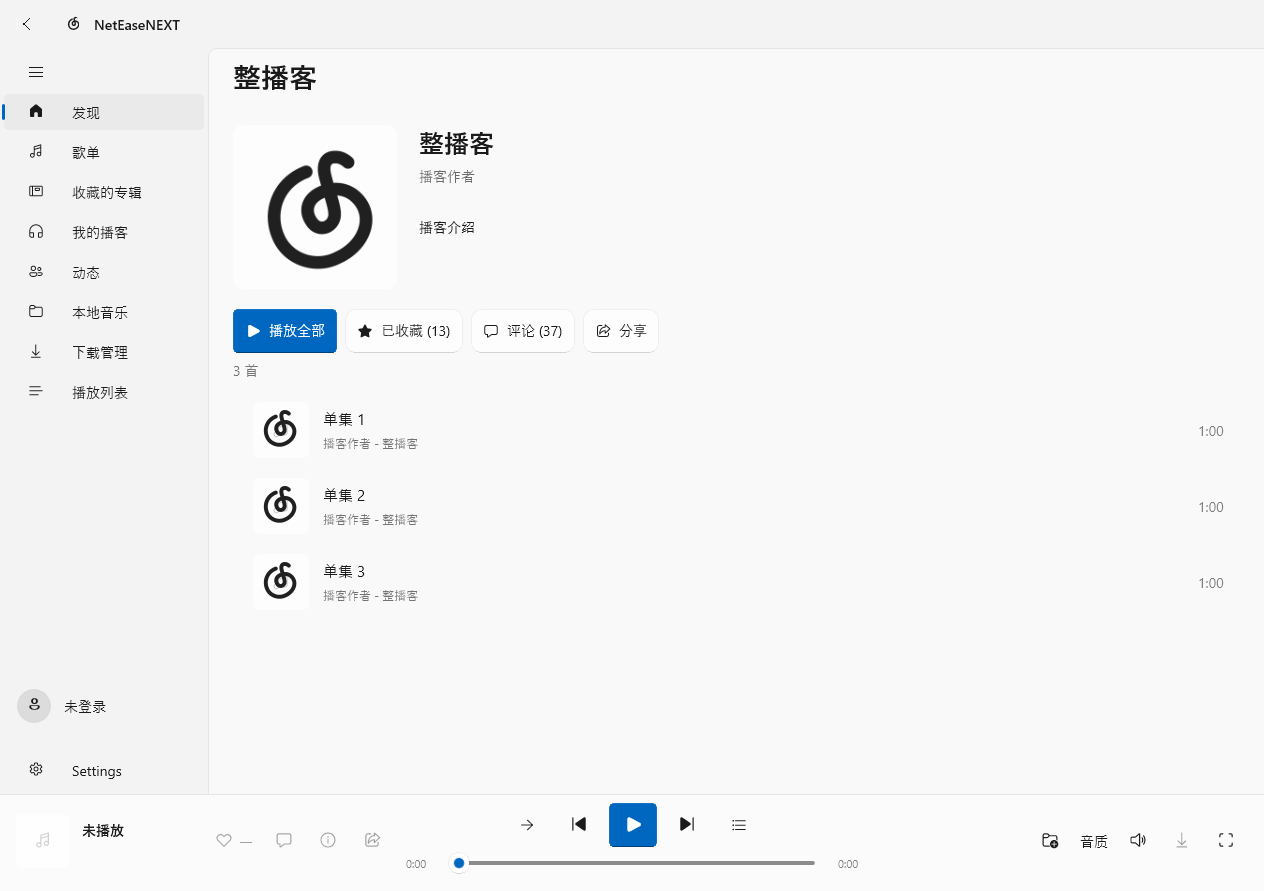 NetEaseNEXT
发现
歌单
收藏的专辑
我的播客
动态
本地音乐
下载管理
播放列表
未登录
Settings
整播客
整播客
播客作者
播客介紹
播放全部
已收藏 (13)
评论 (37)
分享
3 首
单集 1
播客作者 - 整播客
1:00
单集 2
播客作者 - 整播客
1:00
单集 3
播客作者 - 整播客
1:00
未播放
0:00
0:00
音质